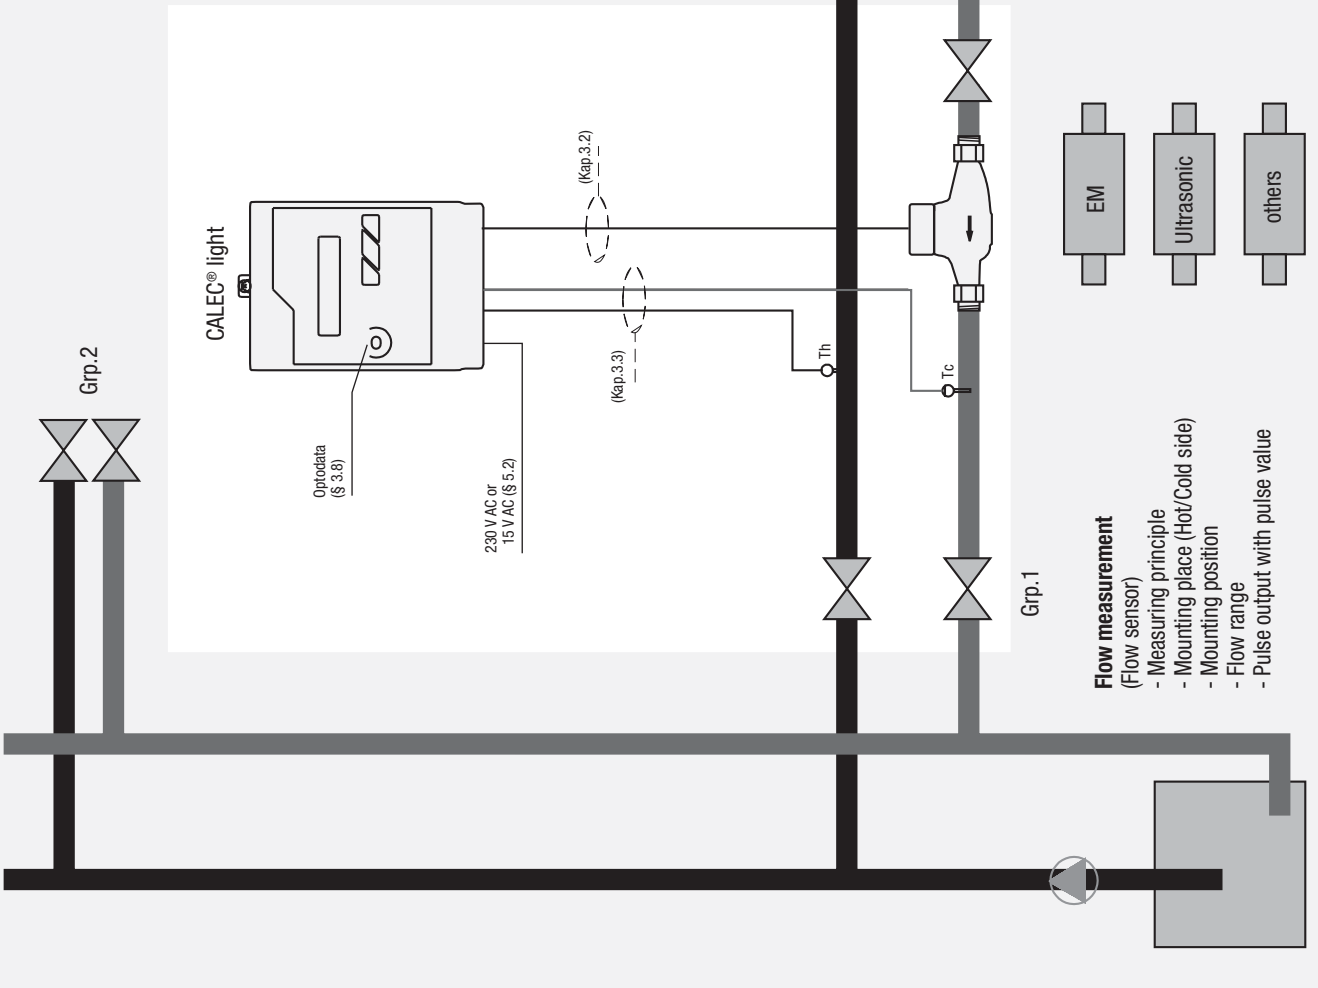 Grp.2
CALEC® light
Optodata
(§ 3.8)
230 V AC or
15 V AC (§ 5.2)
(Kap.3.2)
(Kap.3.3)
Th
Tc
Grp.1
Flow measurement
(Flow sensor)
- Measuring principle
- Mounting place (Hot/Cold side)
- Mounting position
- Flow range
- Pulse output with pulse value
EM
Ultrasonic
others